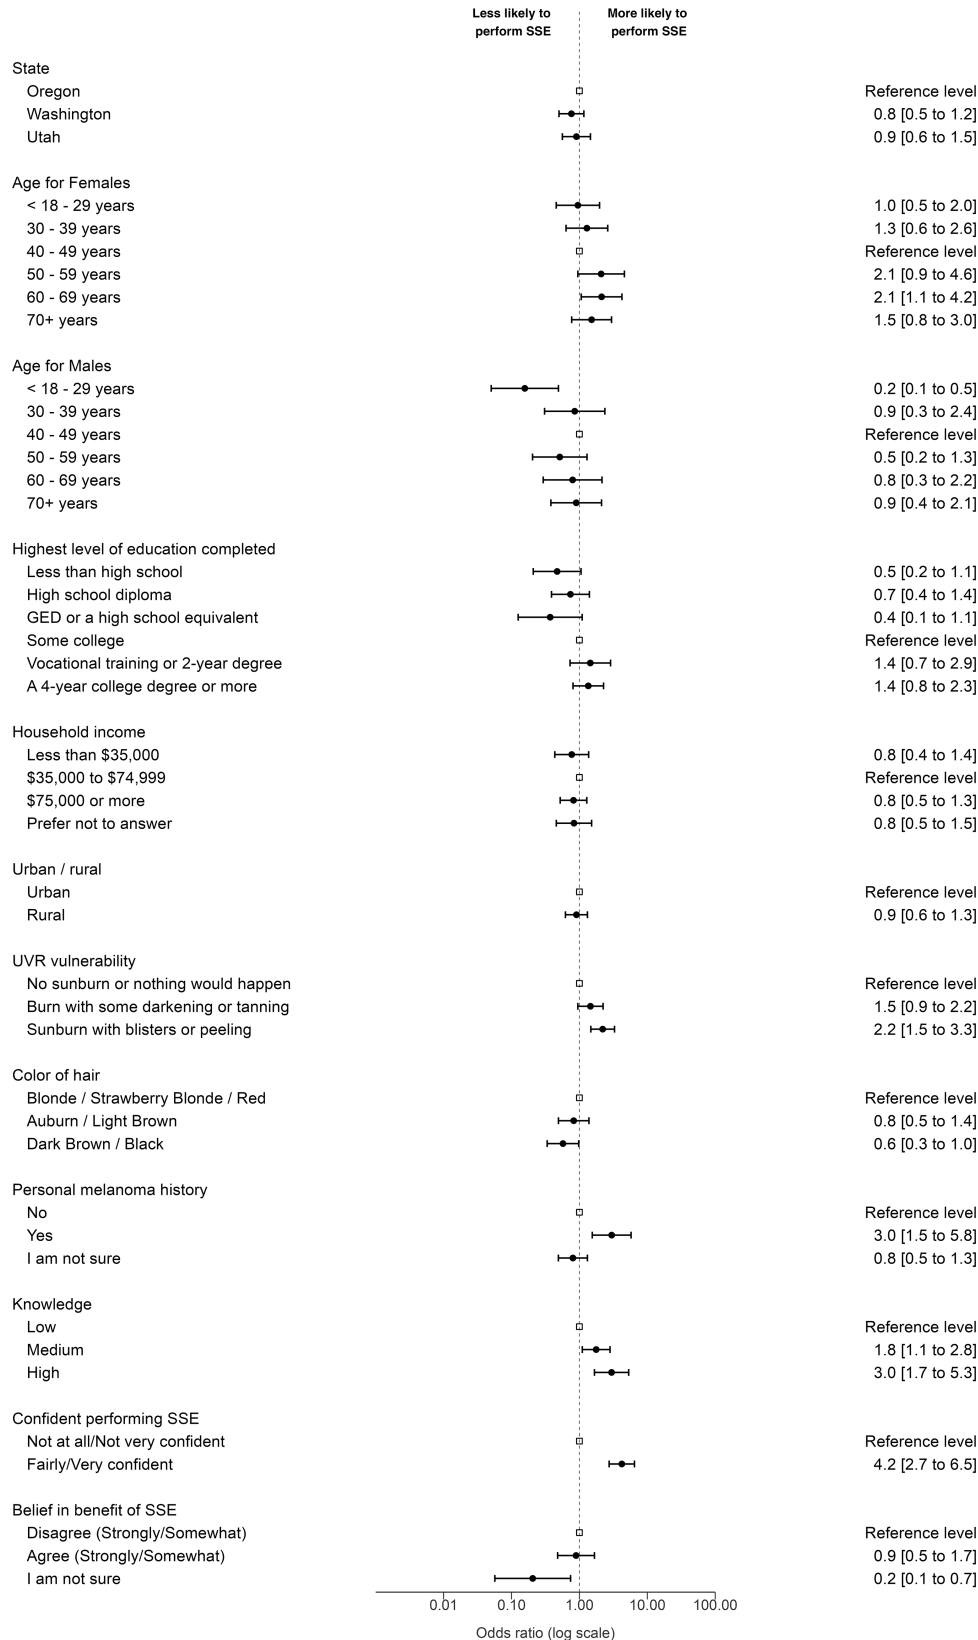 Less likely to perform SSE
More likely to perform SSE
State
Oregon Reference level
Washington 0.8 [0.5 to 1.2]
Utah 0.9 [0.6 to 1.5]
Age for Females
< 18 - 29 years 1.0 [0.5 to 2.0]
30 - 39 years 1.3 [0.6 to 2.6]
40 - 49 years Reference level
50 - 59 years 2.1 [0.9 to 4.6]
60 - 69 years 2.1 [1.1 to 4.2]
70+ years 1.5 [0.8 to 3.0]
Age for Males
< 18 - 29 years 0.2 [0.1 to 0.5]
30 - 39 years 0.9 [0.3 to 2.4]
40 - 49 years Reference level
50 - 59 years 0.5 [0.2 to 1.3]
60 - 69 years 0.8 [0.3 to 2.2]
70+ years 0.9 [0.4 to 2.1]
Highest level of education completed
Less than high school 0.5 [0.2 to 1.1]
High school diploma 0.7 [0.4 to 1.4]
GED or a high school equivalent 0.4 [0.1 to 1.1]
Some college Reference level
Vocational training or 2-year degree 1.4 [0.7 to 2.9]
A 4-year college degree or more 1.4 [0.8 to 2.3]
Household income
Less than $35,000 0.8 [0.4 to 1.4]
$35,000 to $74,999 Reference level
$75,000 or more 0.8 [0.5 to 1.3]
Prefer not to answer 0.8 [0.5 to 1.5]
Urban / rural
Urban Reference level
Rural 0.9 [0.6 to 1.3]
UVR vulnerability
No sunburn or nothing would happen Reference level
Burn with some darkening or tanning 1.5 [0.9 to 2.2]
Sunburn with blisters or peeling 2.2 [1.5 to 3.3]
Color of hair
Blonde / Strawberry Blonde / Red Reference level
Auburn / Light Brown 0.8 [0.5 to 1.4]
Dark Brown / Black 0.6 [0.3 to 1.0]
Personal melanoma history
No Reference level
Yes 3.0 [1.5 to 5.8]
I am not sure 0.8 [0.5 to 1.3]
Knowledge
Low Reference level
Medium 1.8 [1.1 to 2.8]
High 3.0 [1.7 to 5.3]
Confident performing SSE
Not at all/Not very confident Reference level
Fairly/Very confident 4.2 [2.7 to 6.5]
Belief in benefit of SSE
Disagree (Strongly/Somewhat) Reference level
Agree (Strongly/Somewhat) 0.9 [0.5 to 1.7]
I am not sure 0.2 [0.1 to 0.7]
0.01 0.10 1.00 10.00 100.00
Odds ratio (log scale)